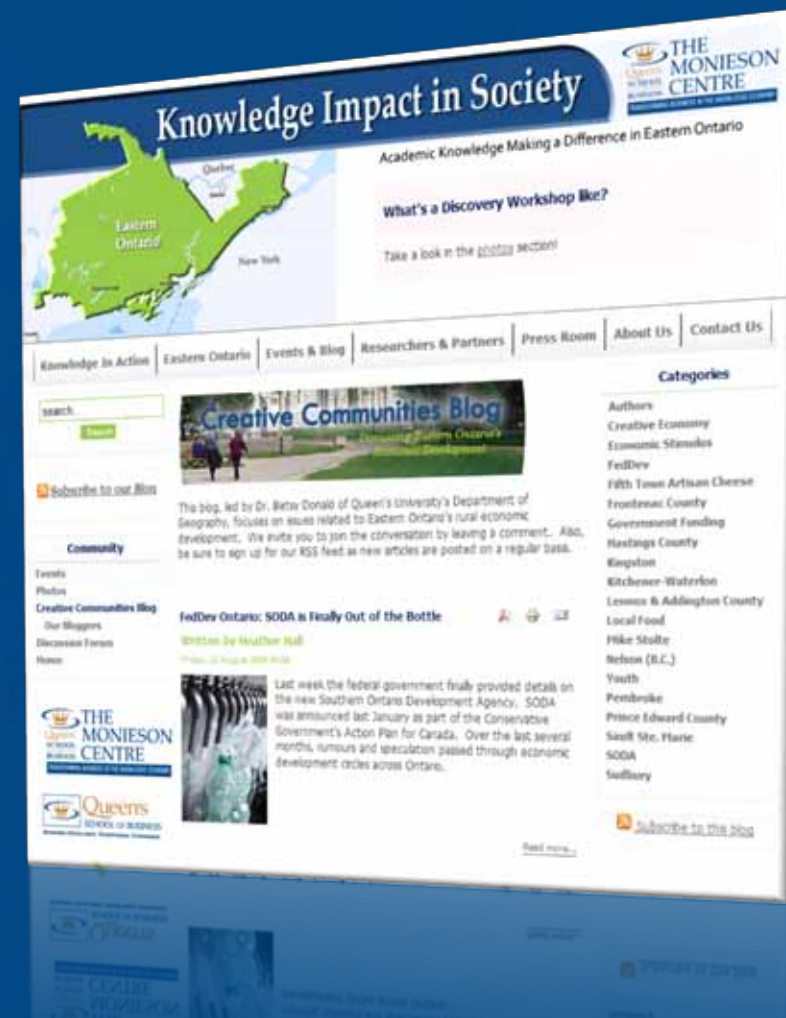 Knowledge Impact in Society
THE
MONIESON
CENTRE
Queen's
SCHOOL OF
BUSINESS
Academic Knowledge Making a Difference in Eastern Ontario
What's a Discovery Workshop like?
Take a look in the photos section!
Quebec
Eastern
Ontario
New York
Knowledge In Action
Eastern Ontario
Events & Blog
Researchers & Partners
Press Room
About Us
Contact Us
search...
Search
Subscribe to our Blog
Community
Events
Photos
Creative Communities Blog
Our Bloggers
Discussion Forum
Home
THE
MONIESON
CENTRE
Queen's
SCHOOL OF BUSINESS
Creative Communities Blog
Discussing Eastern Ontario's
Development
This blog, led by Dr. Betsy Donald of Queen's University's Department of
Geography, focuses on issues related to Eastern Ontario's rural economic
development. We invite you to join the conversation by leaving a comment. Also,
be sure to sign up for our RSS feed as new articles are posted on a regular basis.
FedDev Ontario: SODA is Finally Out of the Bottle
Written by Heather Hall
Last week the federal government finally provided details on
the new Southern Ontario Development Agency. SODA
was announced last January as part of the Conservative
Government's Action Plan for Canada. Over the last several
months, rumours and speculation passed through economic
development circles across Ontario.
Read more...
Categories
Authors
Creative Economy
Economic Stimulus
FedDev
Fifth Town Artisan Cheese
Frontenac County
Government Funding
Hastings County
Kingston
Kitchener-Waterloo
Lennox & Addington County
Local Food
Mike Stolte
Nelson (B.C.)
Youth
Pembroke
Prince Edward County
Sault Ste. Marie
SODA
Sudbury
Subscribe to this blog